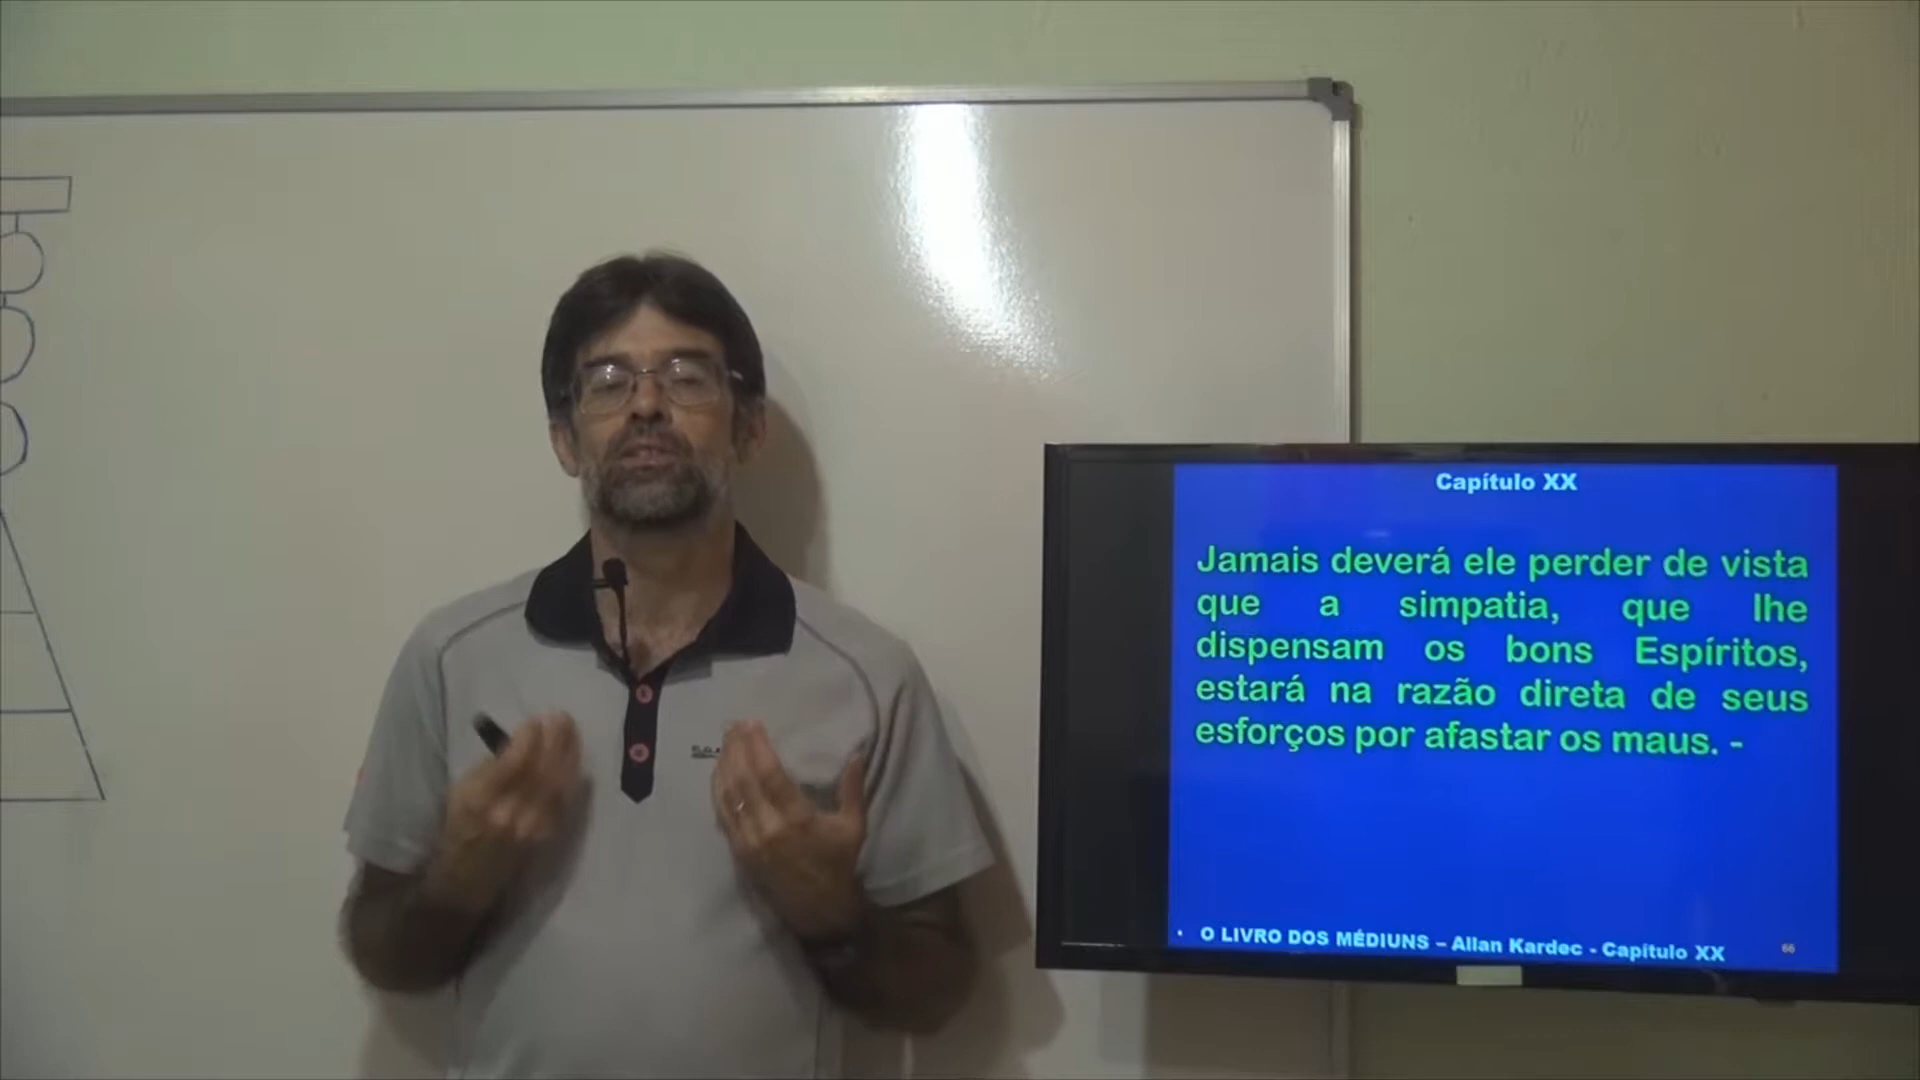 Capítulo XX
Jamais deverá ele perder de vista
que a simpatia, que lhe
dispensam os bons Espíritos,
estará na razão direta de seus
esforços por afastar os maus. -
• O LIVRO DOS MÉDIUNS – Allan Kardec - Capítulo XX
66